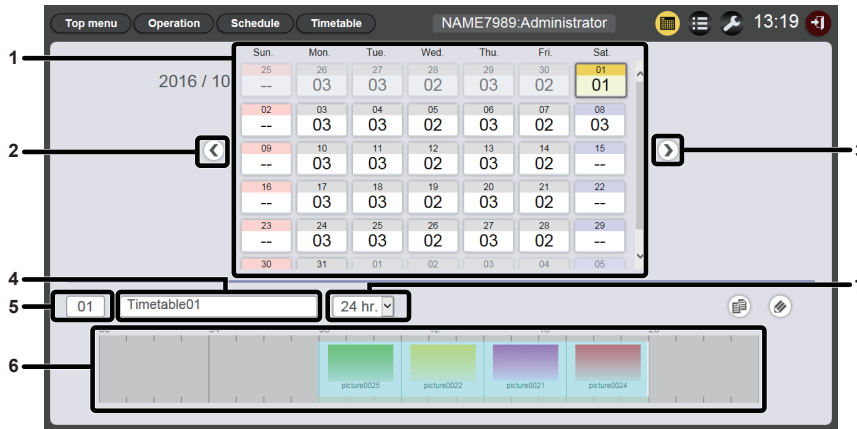 Top menu Operation Schedule Timetable NAME7989:Administrator 13:19
1
2016 / 10
Sun. Mon. Tue. Wed. Thu. Fri. Sat.
25 26 27 28 29 30 01
-- 03 03 02 03 02 01
02 03 04 05 06 07 08
-- 03 03 02 03 02 03
2
09 10 11 12 13 14 15
-- 03 03 02 03 02 --
16 17 18 19 20 21 22
-- 03 03 02 03 02 --
23 24 25 26 27 28 29
-- 03 03 02 03 02 --
30 31 01 02 03 04 05
4
5 01 Timetable01 24 hr.
6
picture0025 picture0022 picture0021 picture0024